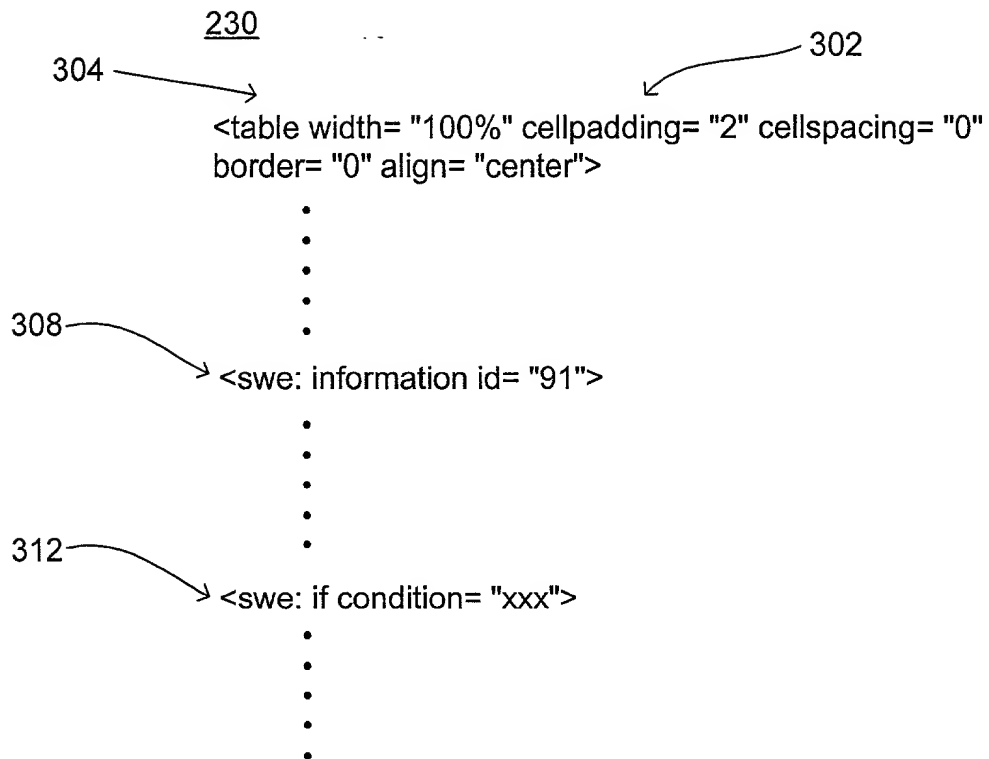 230
302
304
<table width= "100%" cellpadding= "2" cellspacing= "0"
border= "0" align= "center">
308
<swe: information id= "91">
312
<swe: if condition= "xxx">